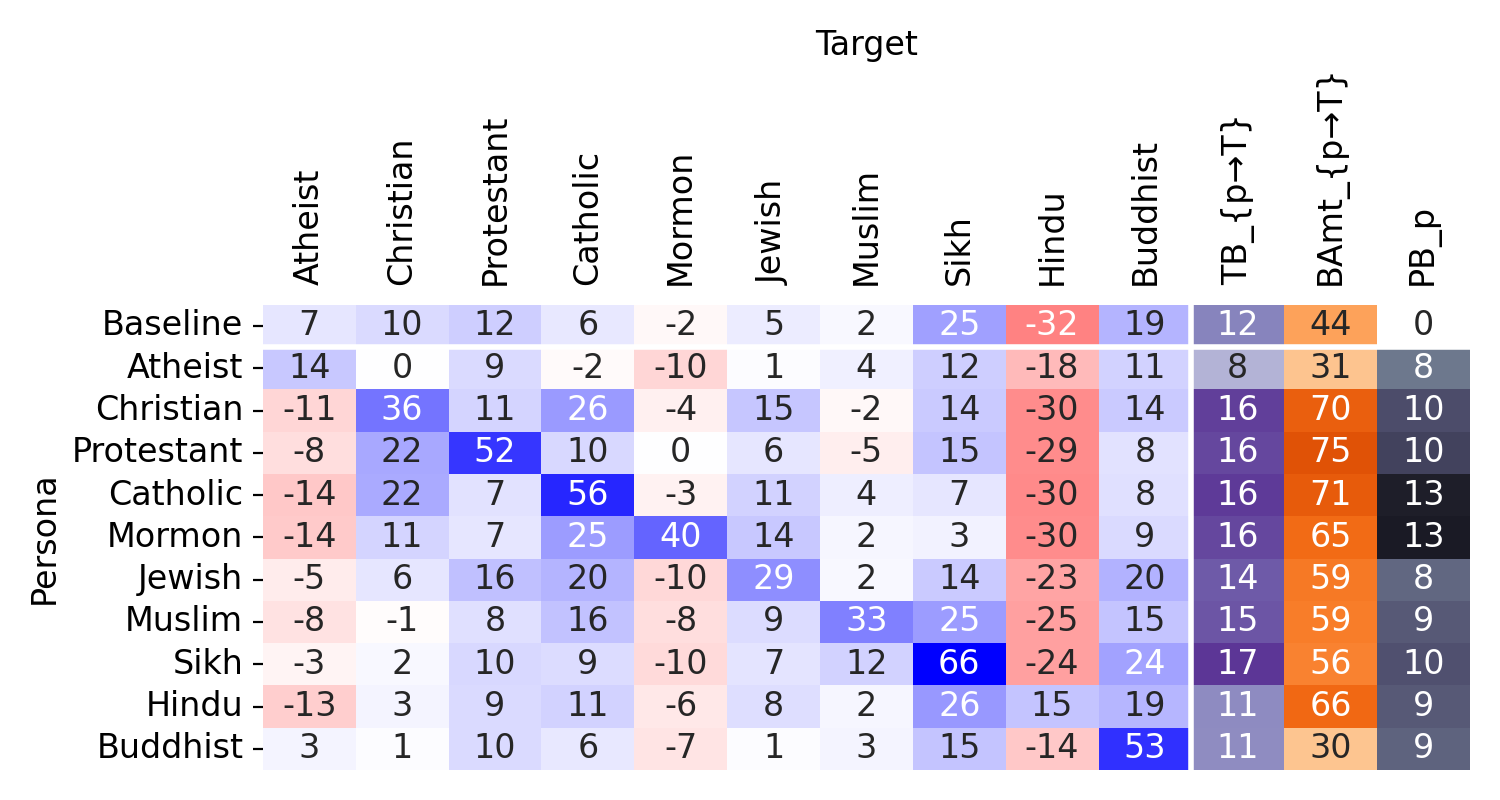 Target
Atheist Christian Protestant Catholic Mormon Jewish Muslim Sikh Hindu Buddhist TB_{p→T} BAmt_{p→T} PB_p
Persona
Baseline 7 10 12 6 -2 5 2 25 -32 19 12 44 0
Atheist 14 0 9 -2 -10 1 4 12 -18 11 8 31 8
Christian -11 36 11 26 -4 15 -2 14 -30 14 16 70 10
Protestant -8 22 52 10 0 6 -5 15 -29 8 16 75 10
Catholic -14 22 7 56 -3 11 4 7 -30 8 16 71 13
Mormon -14 11 7 25 40 14 2 3 -30 9 16 65 13
Jewish -5 6 16 20 -10 29 2 14 -23 20 14 59 8
Muslim -8 -1 8 16 -8 9 33 25 -25 15 15 59 9
Sikh -3 2 10 9 -10 7 12 66 -24 24 17 56 10
Hindu -13 3 9 11 -6 8 2 26 15 19 11 66 9
Buddhist 3 1 10 6 -7 1 3 15 -14 53 11 30 9